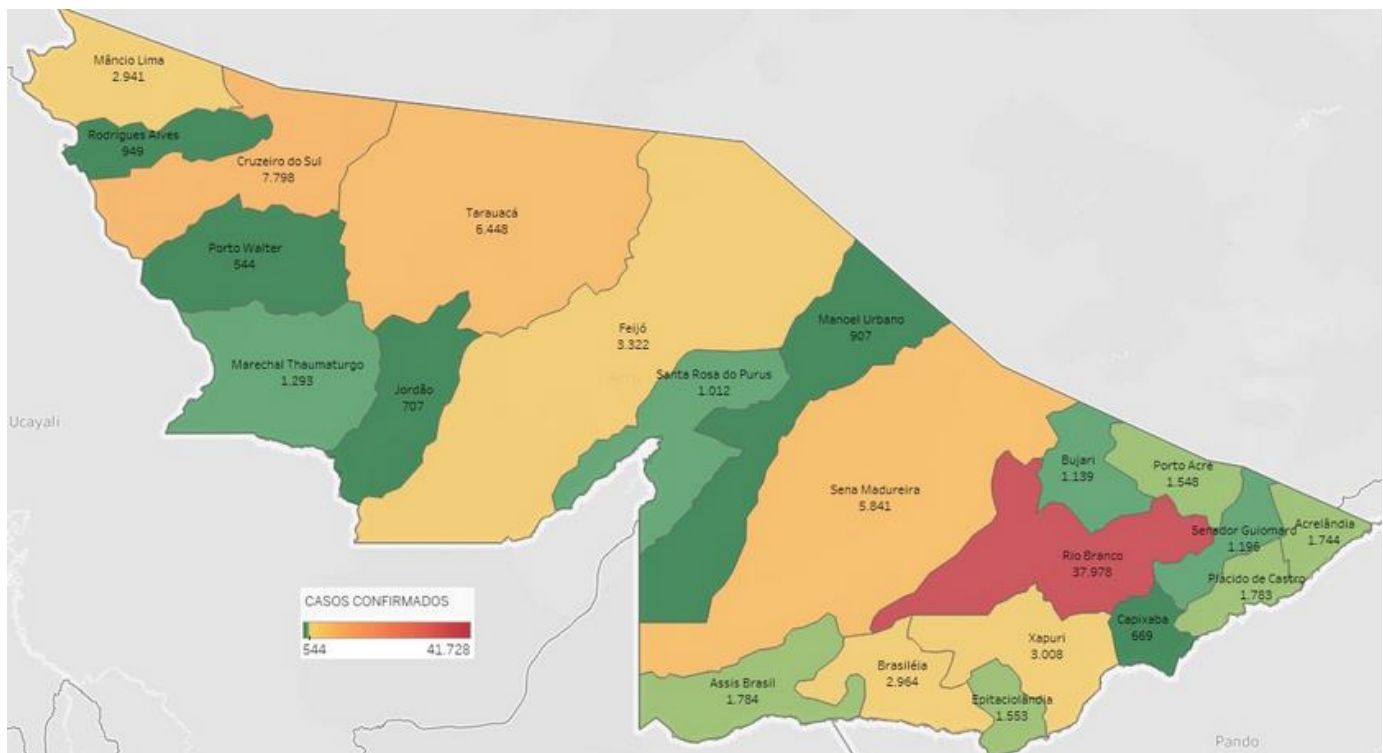 Mâncio Lima
2.941
Rodrigues Alves
949
Cruzeiro do Sul
7.798
Tarauacá
6.448
Porto Walter
544
Marechal Thaumaturgo
1.293
Jordão
707
Feijó
3.322
Manoel Urbano
907
Santa Rosa do Purus
1.012
Ucayali
Sena Madureira
5.841
Bujari
1.139
Porto Acre
1.548
Senador Guiomard
1.196
Acrelândia
1.744
Rio Branco
37.978
Plácido de Castro
1.783
Capixaba
669
Xapuri
3.008
Brasiléia
2.964
Assis Brasil
1.784
Epitaciolândia
1.553
CASOS CONFIRMADOS
544 41.728
Pando